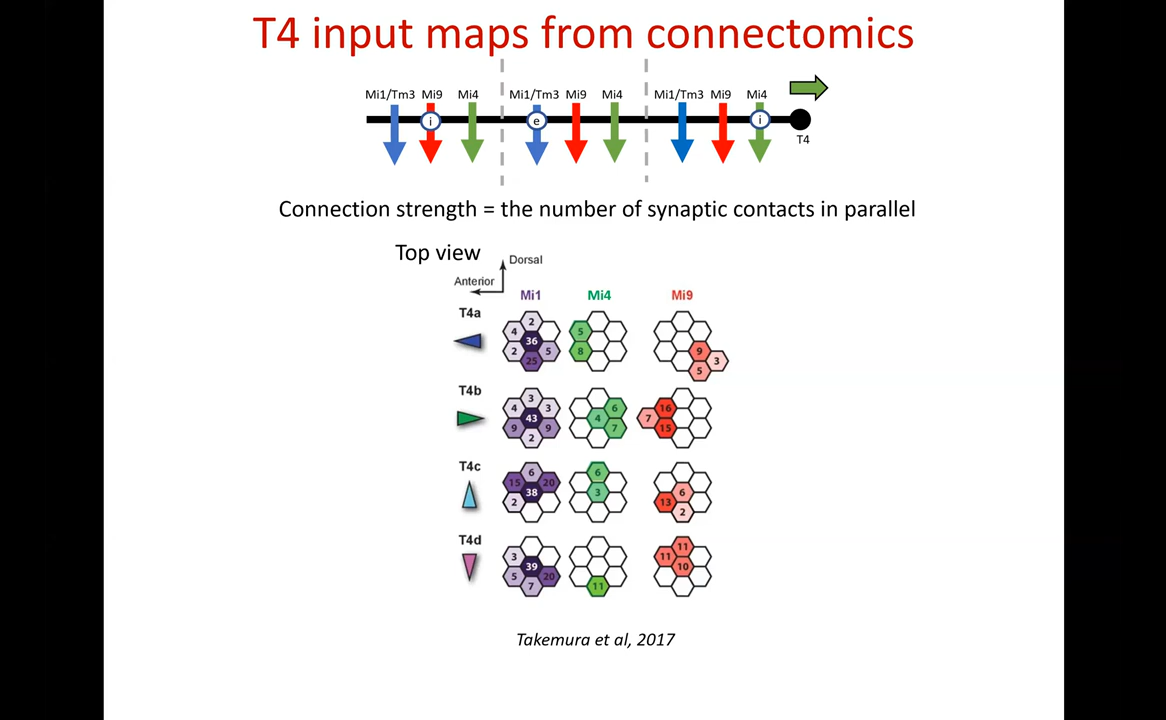 T4 input maps from connectomics
Mi1/Tm3 Mi9 Mi4 Mi1/Tm3 Mi9 Mi4 Mi1/Tm3 Mi9 Mi4
i e i
T4
Connection strength = the number of synaptic contacts in parallel
Top view
Dorsal
Anterior
Mi1 Mi4 Mi9
T4a
2
4 36 2 5 25
5 8
9 3 5
T4b
3
4 3 43 9 9 2
6 4 7
16 7 15
T4c
6
15 20 38 2
6 3
6 13 2
T4d
3 39 5 20 7
11
11 11 10
Takemura et al, 2017